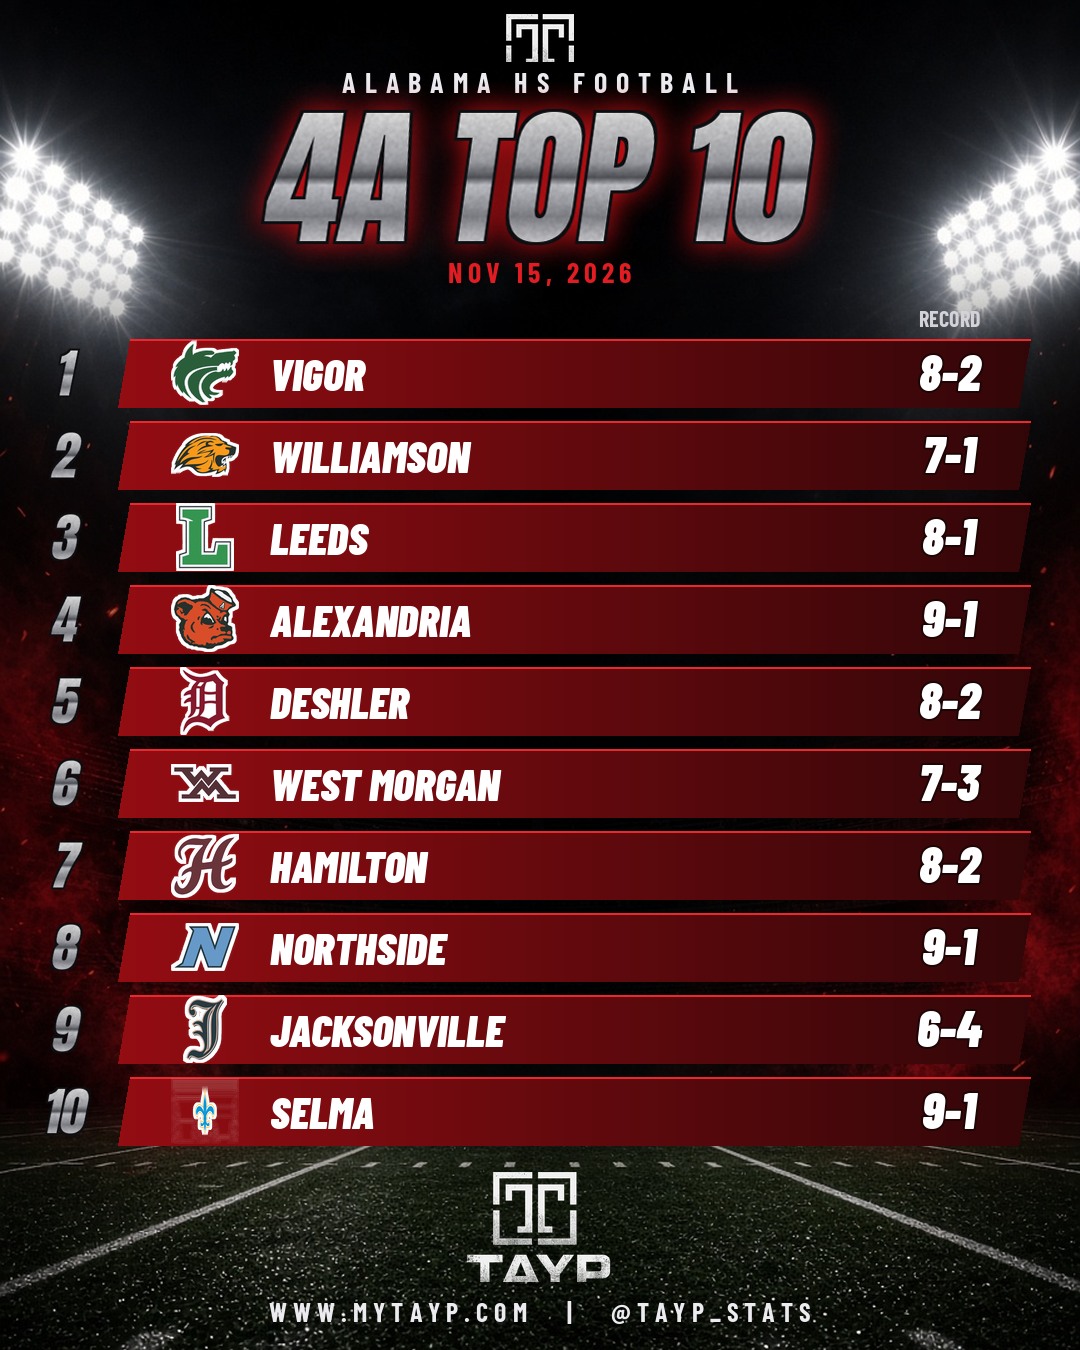 ALABAMA HS FOOTBALL
4A TOP 10
NOV 15, 2026
RECORD
1 VIGOR 8-2
2 WILLIAMSON 7-1
3 LEEDS 8-1
4 ALEXANDRIA 9-1
5 DESHLER 8-2
6 WEST MORGAN 7-3
7 HAMILTON 8-2
8 NORTHSIDE 9-1
9 JACKSONVILLE 6-4
10 SELMA 9-1
TAYP
WWW.MYTAYP.COM | @TAYP_STATS